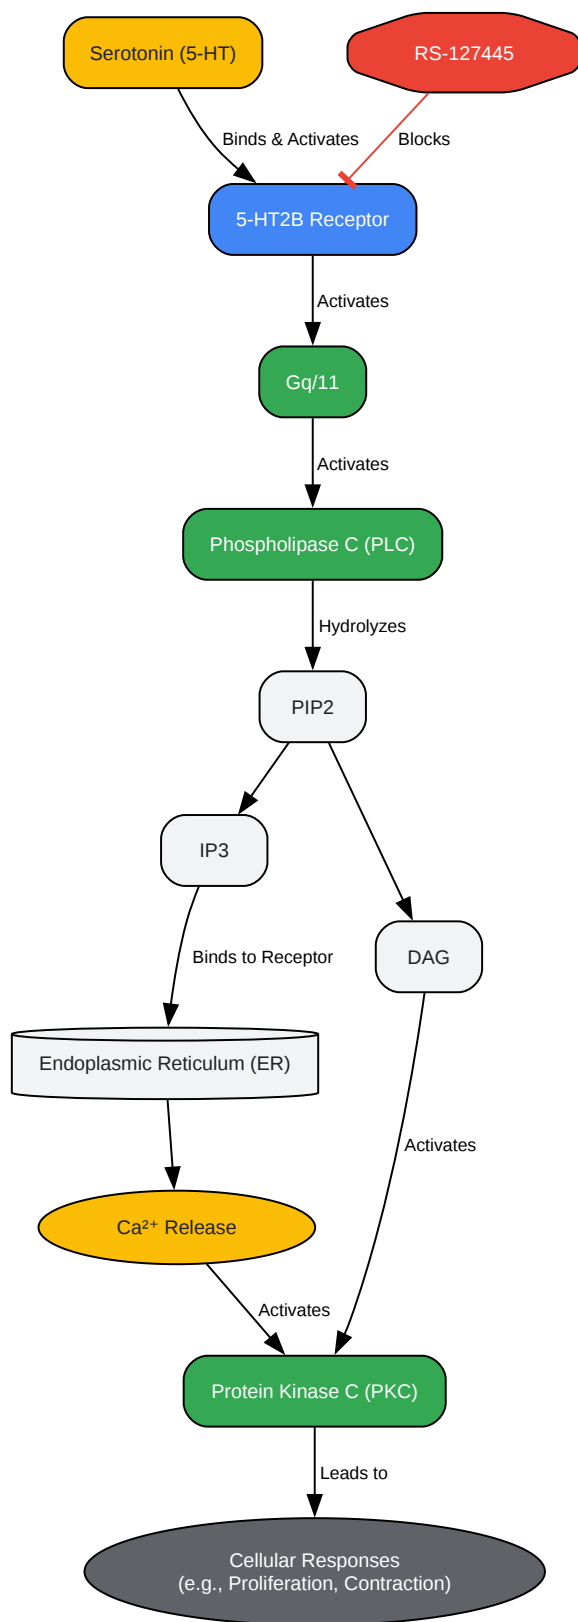 Serotonin (5-HT)
RS-127445
Binds & Activates
Blocks
5-HT2B Receptor
Activates
Gq/11
Activates
Phospholipase C (PLC)
Hydrolyzes
PIP2
IP3
Binds to Receptor
DAG
Endoplasmic Reticulum (ER)
Activates
Ca²⁺ Release
Activates
Protein Kinase C (PKC)
Leads to
Cellular Responses
(e.g., Proliferation, Contraction)